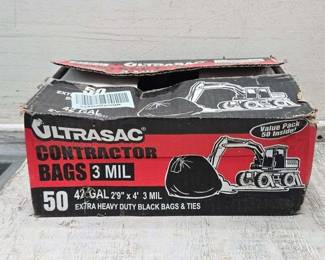 50
ULTRASAC
CONTRACTOR
BAGS 3 MIL
Value Pack
50 Inside!
50 42 GAL 2'9" x 4' 3 MIL
EXTRA HEAVY DUTY BLACK BAGS & TIES